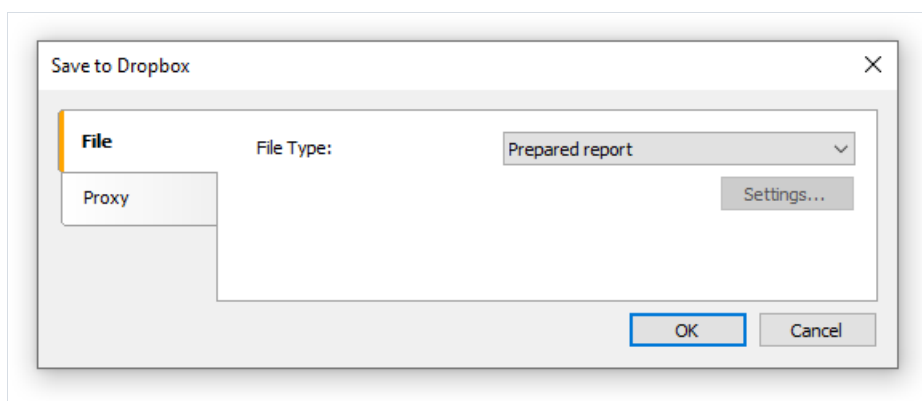 Save to Dropbox
File
File Type:
Prepared report
Proxy
Settings...
OK
Cancel